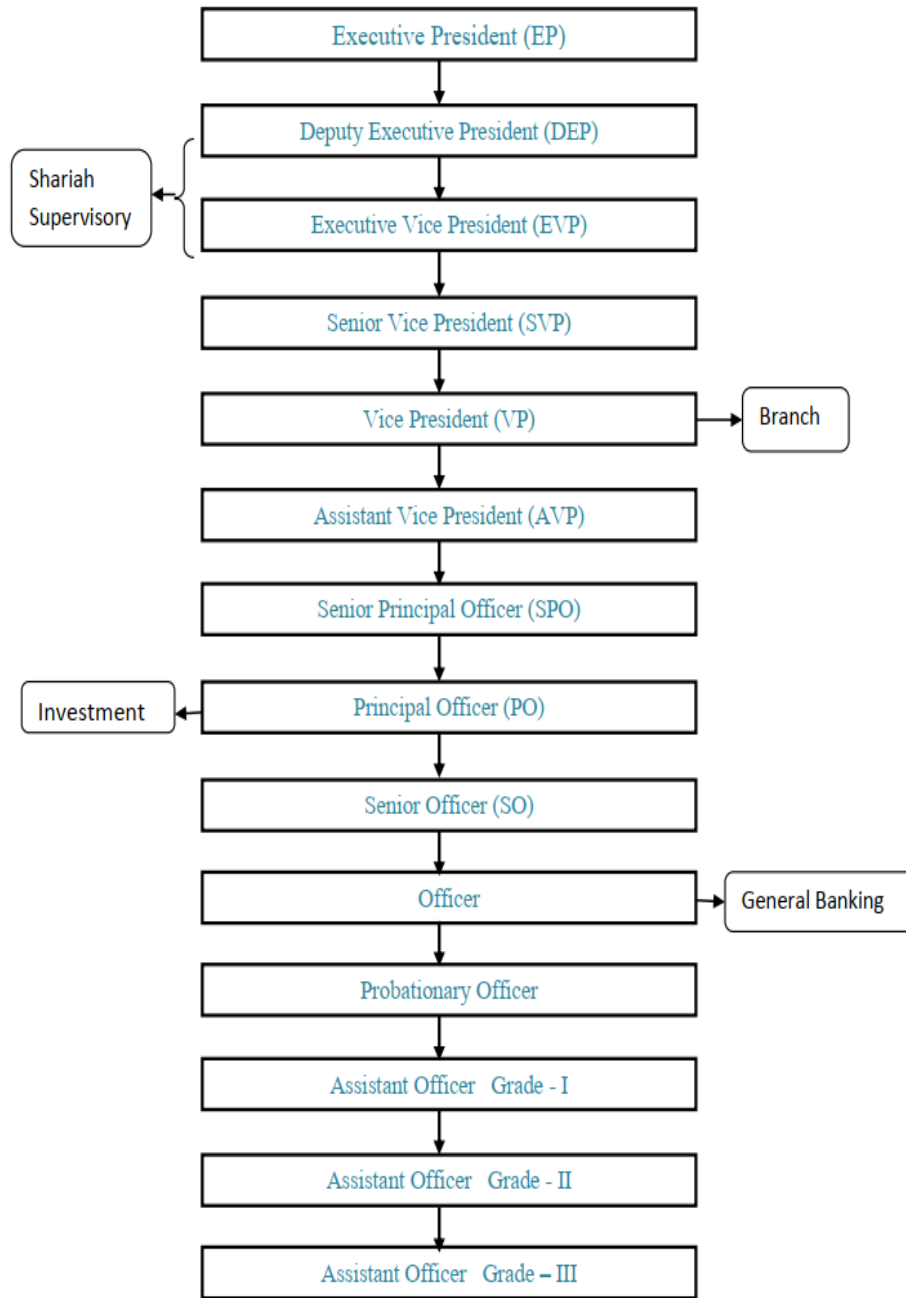 Executive President (EP)
Deputy Executive President (DEP)
Shariah
Supervisory
Executive Vice President (EVP)
Senior Vice President (SVP)
Vice President (VP)
Branch
Assistant Vice President (AVP)
Senior Principal Officer (SPO)
Investment
Principal Officer (PO)
Senior Officer (SO)
Officer
General Banking
Probationary Officer
Assistant Officer Grade - I
Assistant Officer Grade - II
Assistant Officer Grade – III